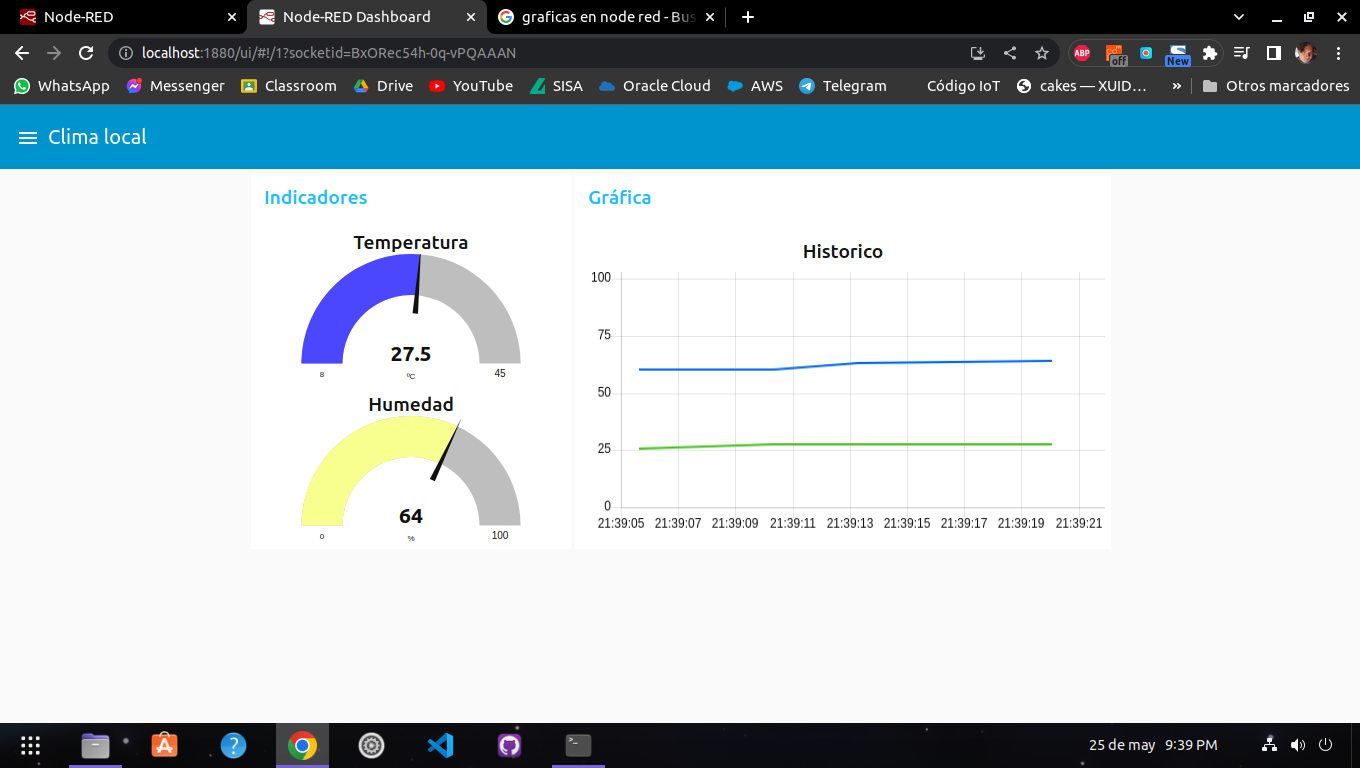 Node-RED
Node-RED Dashboard
graficas en node red - Bus
localhost:1880/ui/#!/1?socketid=BxORec54h-0q-vPQAAAN
ABP
off
New
WhatsApp
Messenger
Classroom
Drive
YouTube
SISA
Oracle Cloud
AWS
Telegram
Código IoT
cakes — XUID…
»
Otros marcadores
Clima local
Indicadores
Temperatura
27.5
ºC
8
45
Humedad
64
%
0
100
Gráfica
Historico
100
75
50
25
0
21:39:05 21:39:07 21:39:09 21:39:11 21:39:13 21:39:15 21:39:17 21:39:19 21:39:21
25 de may 9:39 PM